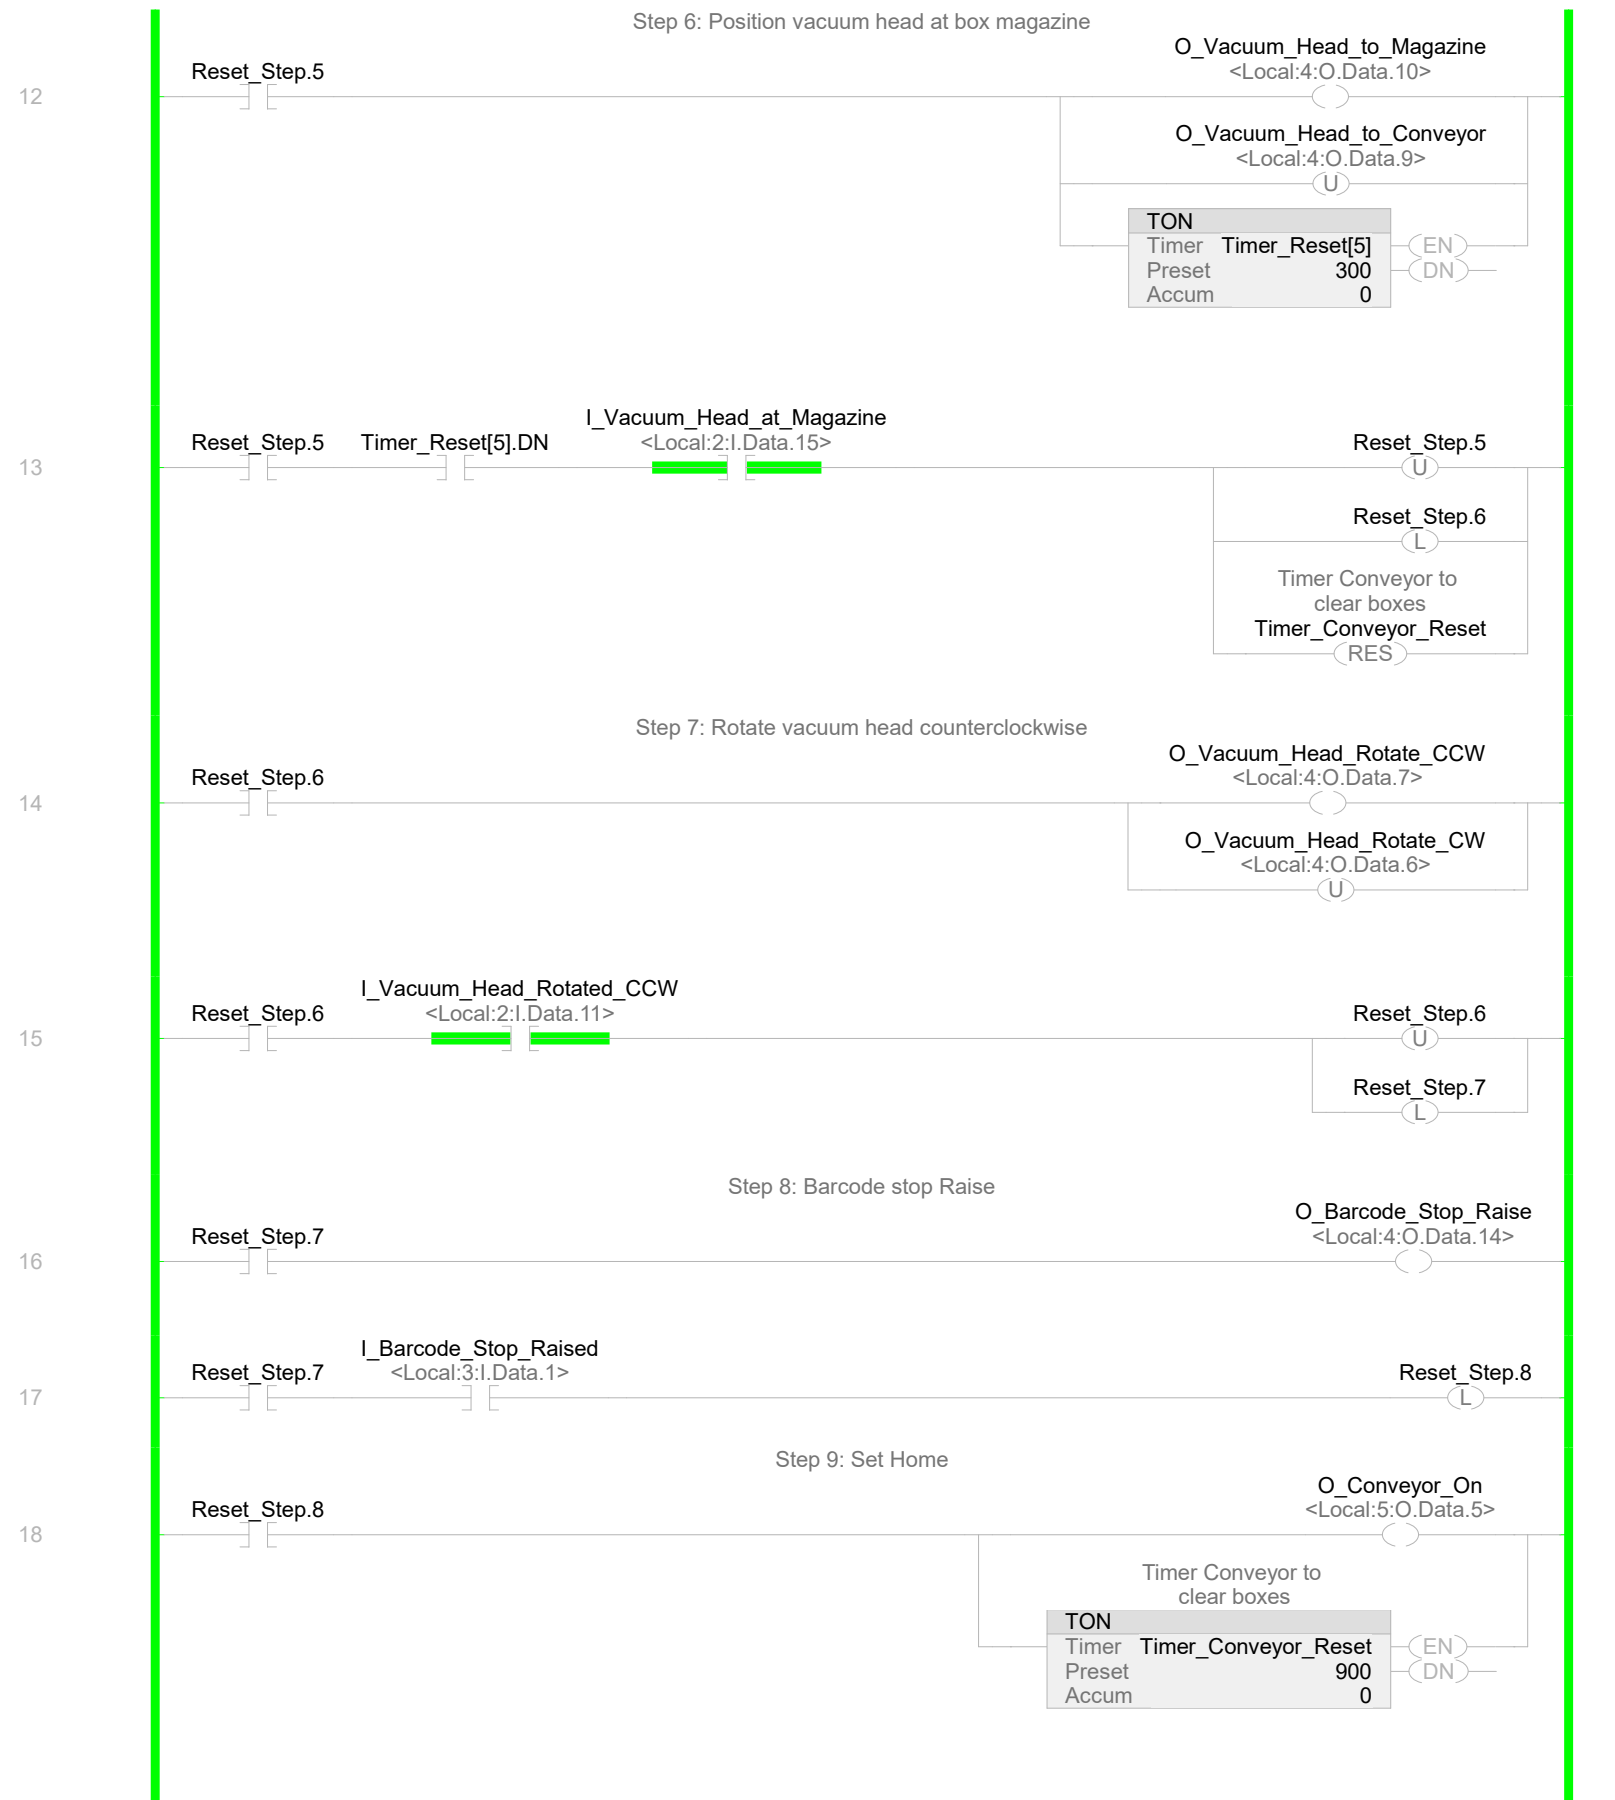 Step 6: Position vacuum head at box magazine
O_Vacuum_Head_to_Magazine
Reset_Step.5
<Local:4:O.Data.10>
12
O_Vacuum_Head_to_Conveyor
<Local:4:O.Data.9>
U
TON
Timer Timer_Reset[5] EN
Preset 300 DN
Accum 0
I_Vacuum_Head_at_Magazine
Reset_Step.5 Timer_Reset[5].DN <Local:2:I.Data.15> Reset_Step.5
13 U
Reset_Step.6
L
Timer Conveyor to
clear boxes
Timer_Conveyor_Reset
RES
Step 7: Rotate vacuum head counterclockwise
O_Vacuum_Head_Rotate_CCW
Reset_Step.6 <Local:4:O.Data.7>
14
O_Vacuum_Head_Rotate_CW
<Local:4:O.Data.6>
U
I_Vacuum_Head_Rotated_CCW
Reset_Step.6 <Local:2:I.Data.11> Reset_Step.6
15 U
Reset_Step.7
L
Step 8: Barcode stop Raise
O_Barcode_Stop_Raise
Reset_Step.7 <Local:4:O.Data.14>
16
I_Barcode_Stop_Raised
Reset_Step.7 <Local:3:I.Data.1> Reset_Step.8
17 L
Step 9: Set Home
O_Conveyor_On
Reset_Step.8 <Local:5:O.Data.5>
18
Timer Conveyor to
clear boxes
TON
Timer Timer_Conveyor_Reset EN
Preset 900 DN
Accum 0